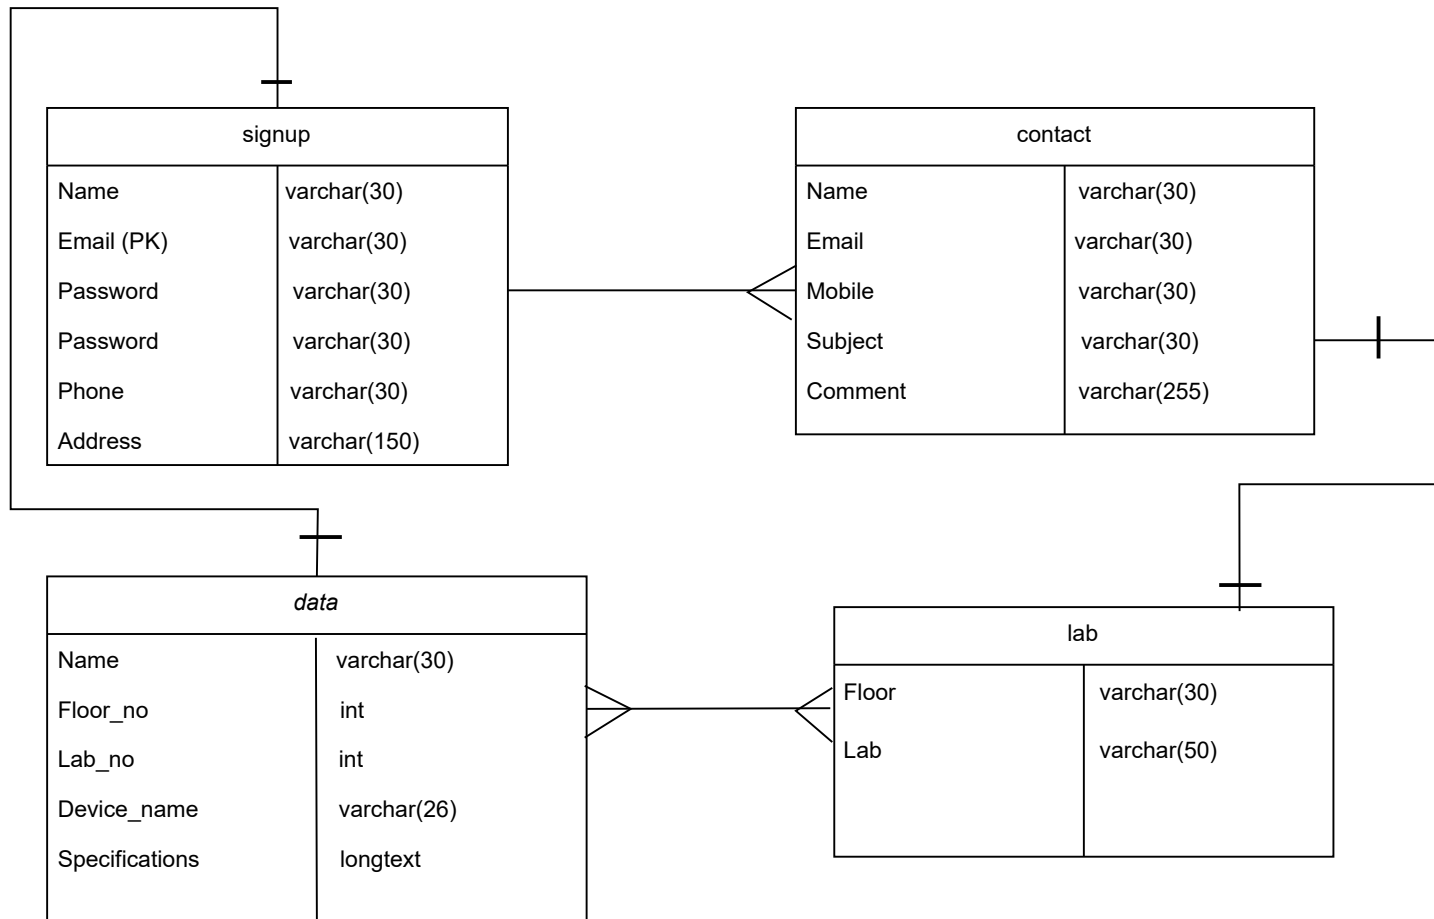 signup
Name varchar(30)
Email (PK) varchar(30)
Password varchar(30)
Password varchar(30)
Phone varchar(30)
Address varchar(150)
contact
Name varchar(30)
Email varchar(30)
Mobile varchar(30)
Subject varchar(30)
Comment varchar(255)
data
Name varchar(30)
Floor_no int
Lab_no int
Device_name varchar(26)
Specifications longtext
lab
Floor varchar(30)
Lab varchar(50)